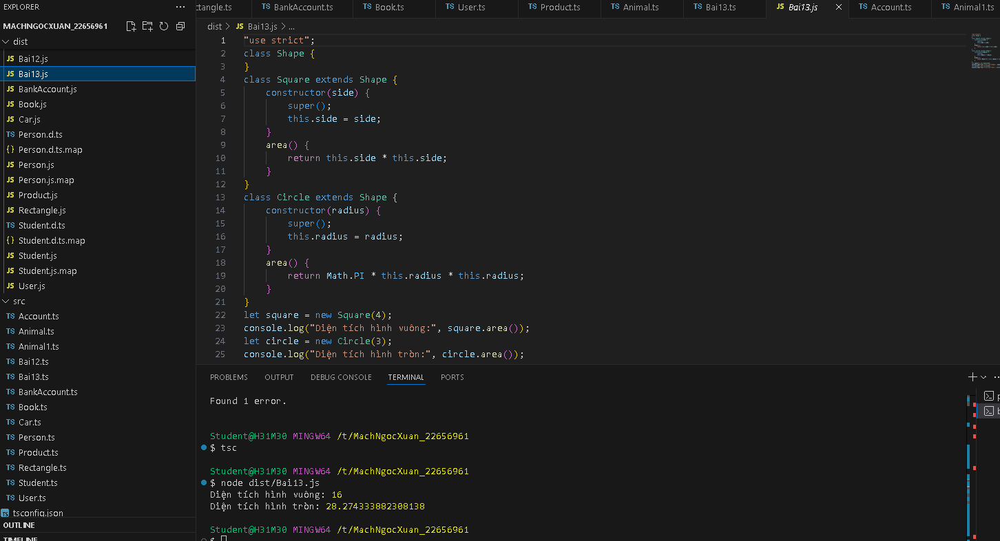 EXPLORER
...
MACHNGOCXUAN_22656961
dist
JS Bai12.js
JS Bai13.js
JS BankAccount.js
JS Book.js
JS Car.js
TS Person.d.ts
{} Person.d.ts.map
JS Person.js
JS Person.js.map
JS Product.js
JS Rectangle.js
TS Student.d.ts
{} Student.d.ts.map
JS Student.js
JS Student.js.map
JS User.js
src
TS Account.ts
TS Animal.ts
TS Animal1.ts
TS Bai12.ts
TS Bai13.ts
TS BankAccount.ts
TS Book.ts
TS Car.ts
TS Person.ts
TS Product.ts
TS Rectangle.ts
TS Student.ts
TS User.ts
TS tsconfig.json
OUTLINE
TIMELINE
ctangle.ts TS BankAccount.ts TS Book.ts TS User.ts TS Product.ts TS Animal.ts TS Bai13.ts JS Bai13.js TS Account.ts TS Animal1.ts
dist > JS Bai13.js > ...
1 "use strict";
2 class Shape {
3 }
4 class Square extends Shape {
5 constructor(side) {
6 super();
7 this.side = side;
8 }
9 area() {
10 return this.side * this.side;
11 }
12 }
13 class Circle extends Shape {
14 constructor(radius) {
15 super();
16 this.radius = radius;
17 }
18 area() {
19 return Math.PI * this.radius * this.radius;
20 }
21 }
22 let square = new Square(4);
23 console.log("Diện tích hình vuông:", square.area());
24 let circle = new Circle(3);
25 console.log("Diện tích hình tròn:", circle.area());
PROBLEMS OUTPUT DEBUG CONSOLE TERMINAL PORTS
Found 1 error.
Student@H31M30 MINGW64 /t/MachNgocXuan_22656961
$ tsc
Student@H31M30 MINGW64 /t/MachNgocXuan_22656961
$ node dist/Bai13.js
Diện tích hình vuông: 16
Diện tích hình tròn: 28.274333882308138
Student@H31M30 MINGW64 /t/MachNgocXuan_22656961
$